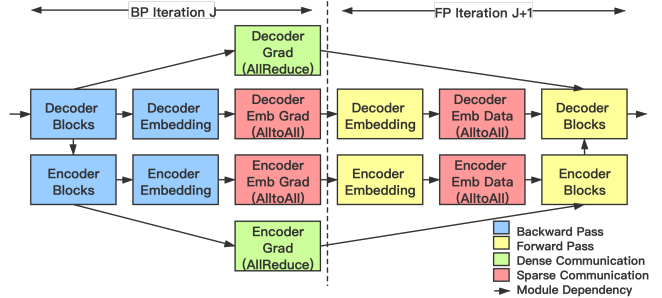 BP Iteration J
FP Iteration J+1
Decoder
Grad
(AllReduce)
Decoder
Blocks
Decoder
Embedding
Decoder
Emb Grad
(AlltoAll)
Decoder
Embedding
Decoder
Emb Data
(AlltoAll)
Decoder
Blocks
Encoder
Blocks
Encoder
Embedding
Encoder
Emb Grad
(AlltoAll)
Encoder
Embedding
Encoder
Emb Data
(AlltoAll)
Encoder
Blocks
Encoder
Grad
(AllReduce)
Backward Pass
Forward Pass
Dense Communication
Sparse Communication
Module Dependency